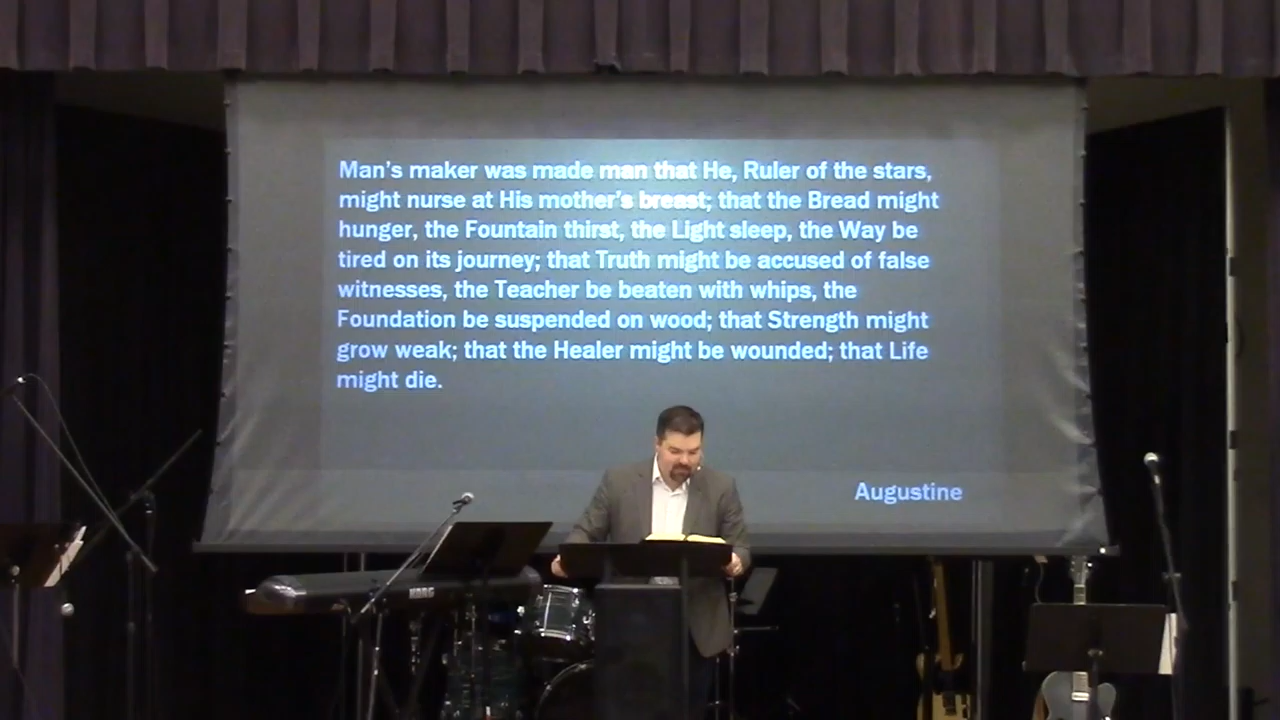 Man's maker was made man that He, Ruler of the stars,
might nurse at His mother's breast; that the Bread might
hunger, the Fountain thirst, the Light sleep, the Way be
tired on its journey; that Truth might be accused of false
witnesses, the Teacher be beaten with whips, the
Foundation be suspended on wood; that Strength might
grow weak; that the Healer might be wounded; that Life
might die.
Augustine
KORG